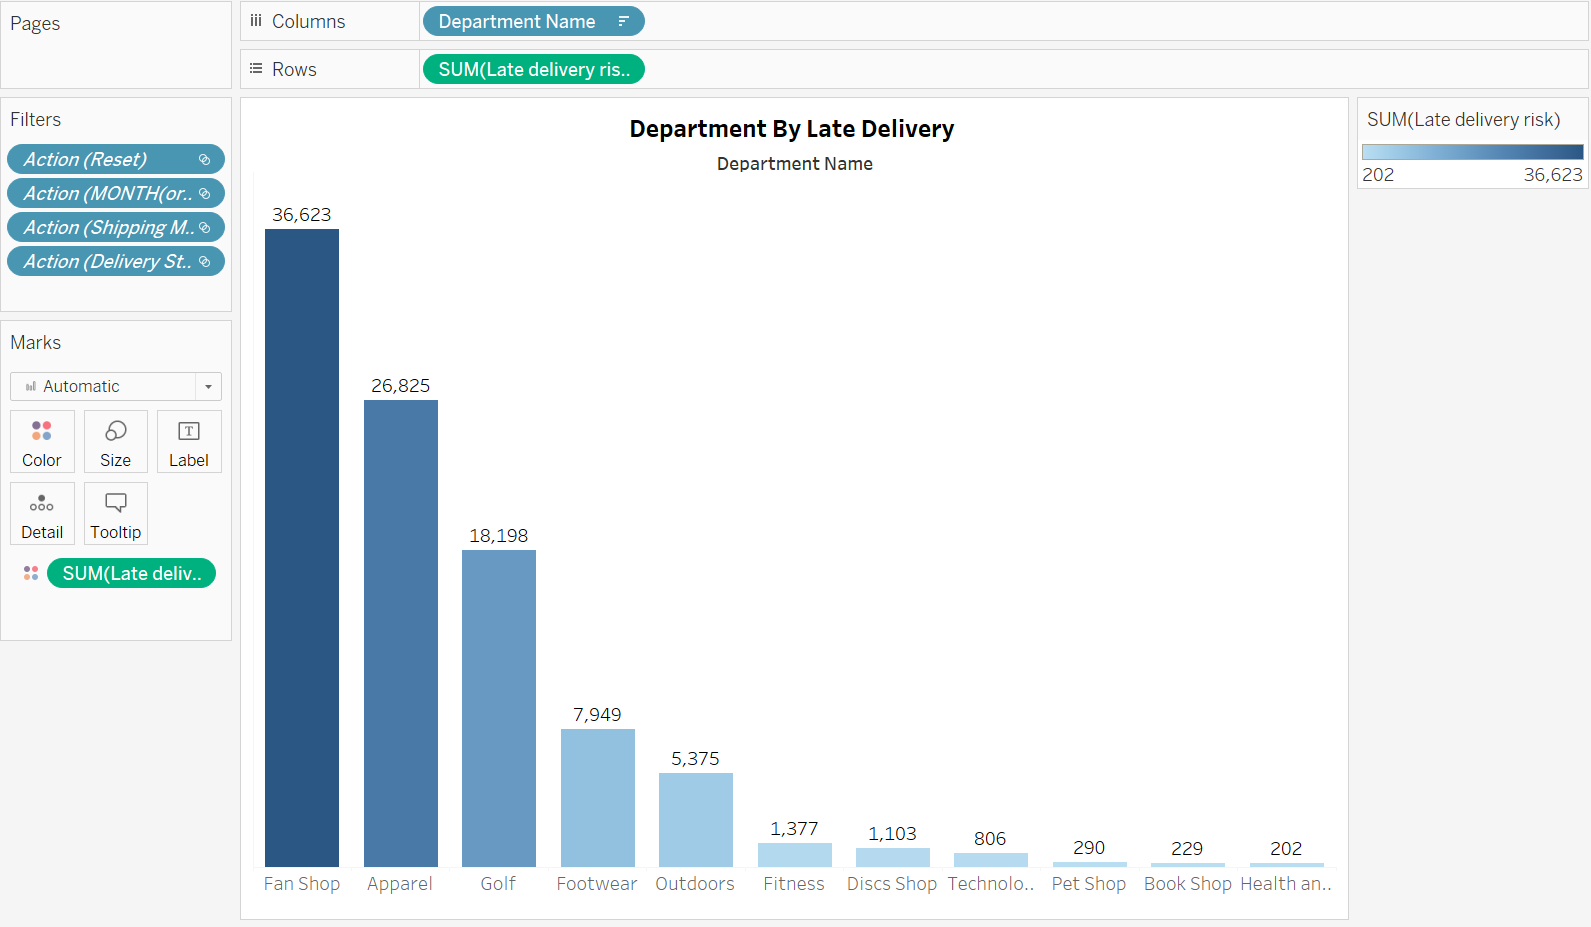 Pages
Columns
Department Name
Rows
SUM(Late delivery ris..
Filters
Action (Reset)
Action (MONTH(or..
Action (Shipping M..
Action (Delivery St..
Marks
Automatic
Color
Size
Label
Detail
Tooltip
SUM(Late deliv..
Department By Late Delivery
Department Name
36,623
26,825
18,198
7,949
5,375
1,377
1,103
806
290
229
202
Fan Shop
Apparel
Golf
Footwear
Outdoors
Fitness
Discs Shop
Technolo..
Pet Shop
Book Shop
Health an..
SUM(Late delivery risk)
202
36,623